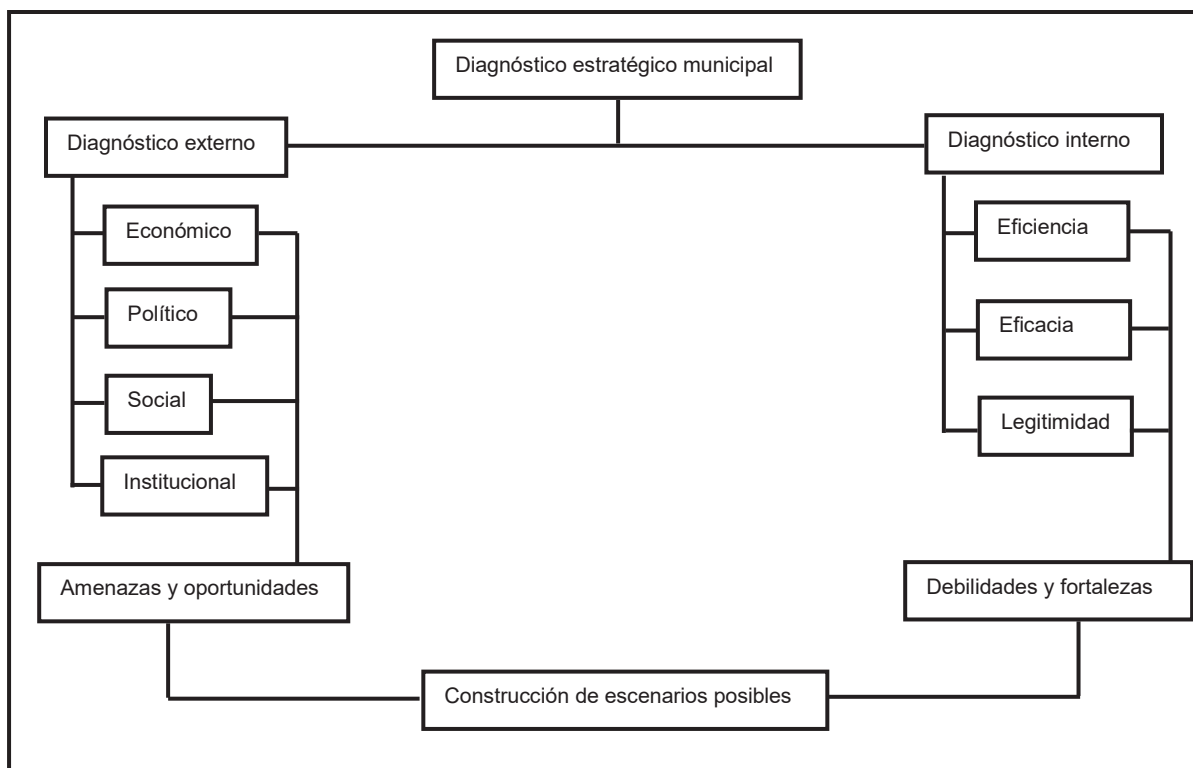 Diagnóstico estratégico municipal
Diagnóstico externo
Diagnóstico interno
Económico
Político
Social
Institucional
Eficiencia
Eficacia
Legitimidad
Amenazas y oportunidades
Debilidades y fortalezas
Construcción de escenarios posibles